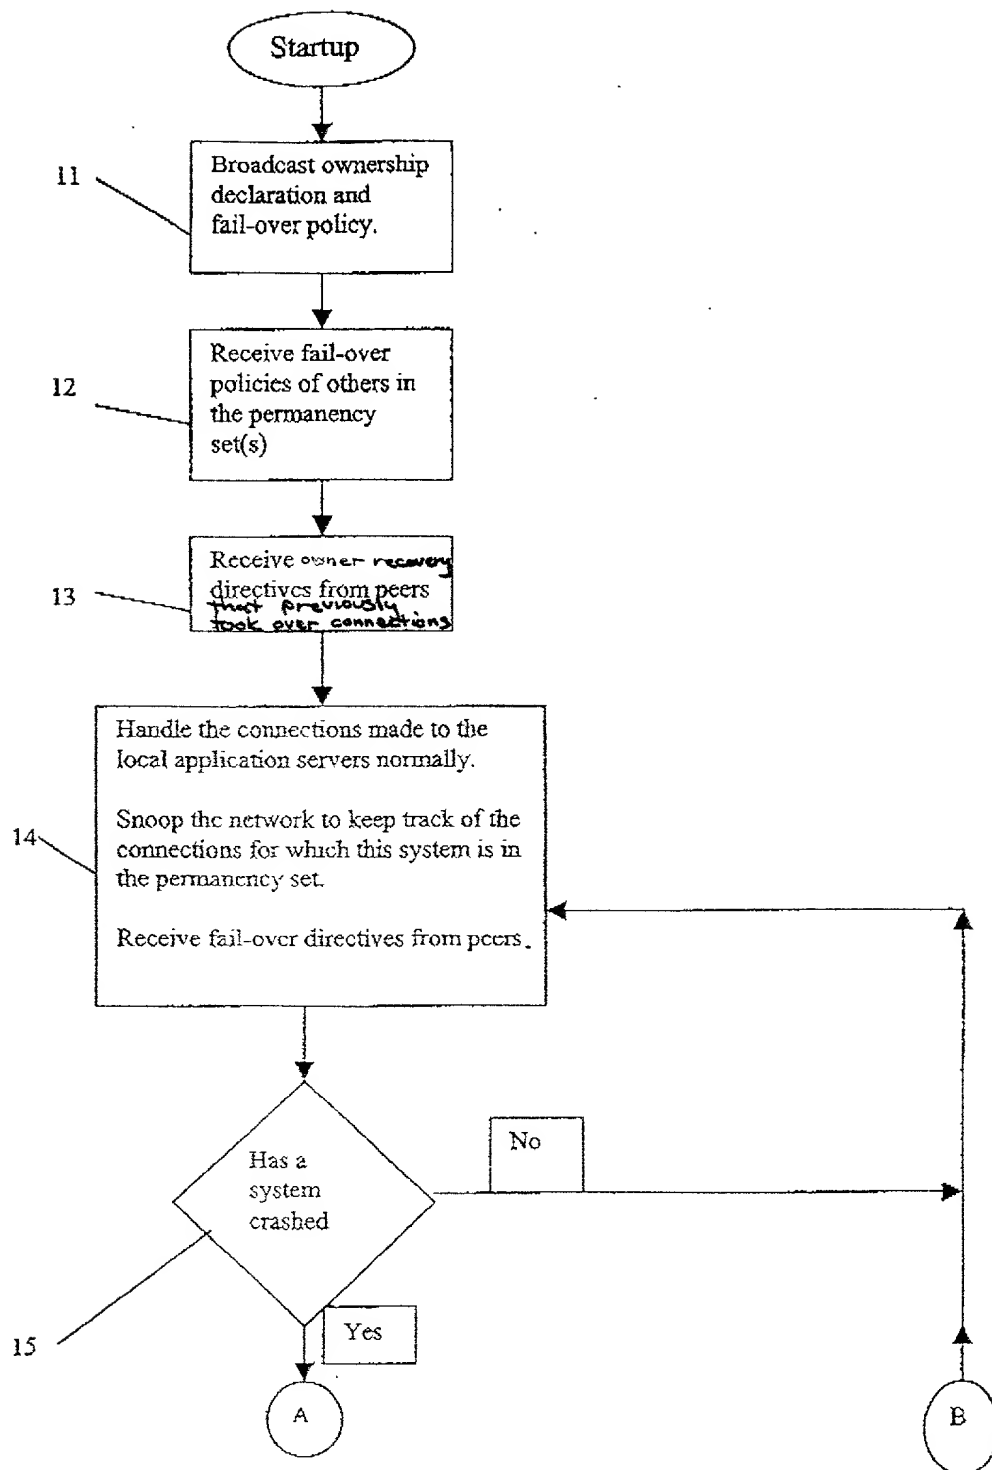 Startup
11
Broadcast ownership
declaration and
fail-over policy.
12
Receive fail-over
policies of others in
the permanency
set(s)
13
Receive owner recovery
directives from peers
that previously
took over connections
14
Handle the connections made to the
local application servers normally.
Snoop the network to keep track of the
connections for which this system is in
the permanency set.
Receive fail-over directives from peers.
No
Has a
system
crashed
15
Yes
A
B